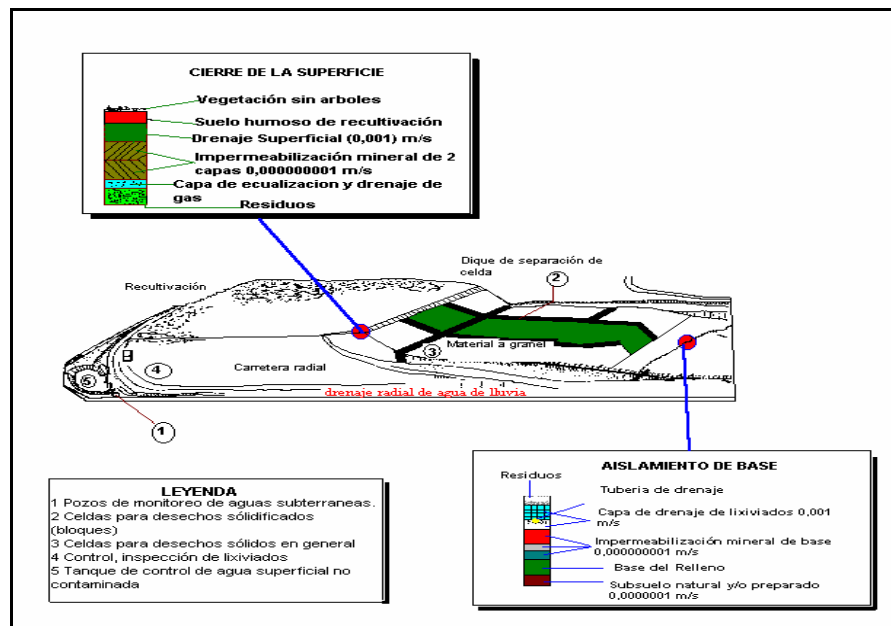 CIERRE DE LA SUPERFICIE
Vegetación sin arboles
Suelo humoso de recultivación
Drenaje Superficial (0,001) m/s
Impermeabilización mineral de 2
capas 0,000000001 m/s
Capa de ecualizacion y drenaje de
gas
Residuos
Dique de separación de
celda
2
Recultivación
3
Material a granel
4
Carretera radial
5
drenaje radial de agua de lluvia
1
LEYENDA
1 Pozos de monitoreo de aguas subterraneas.
2 Celdas para desechos sólidificados
(bloques)
3 Celdas para desechos sólidos en general
4 Control, inspección de lixiviados
5 Tanque de control de agua superficial no
contaminada
AISLAMIENTO DE BASE
Residuos
Tuberia de drenaje
Capa de drenaje de lixiviados 0,001
m/s
Impermeabilización mineral de base
0,000000001 m/s
Base del Relleno
Subsuelo natural y/o preparado
0,0000001 m/s